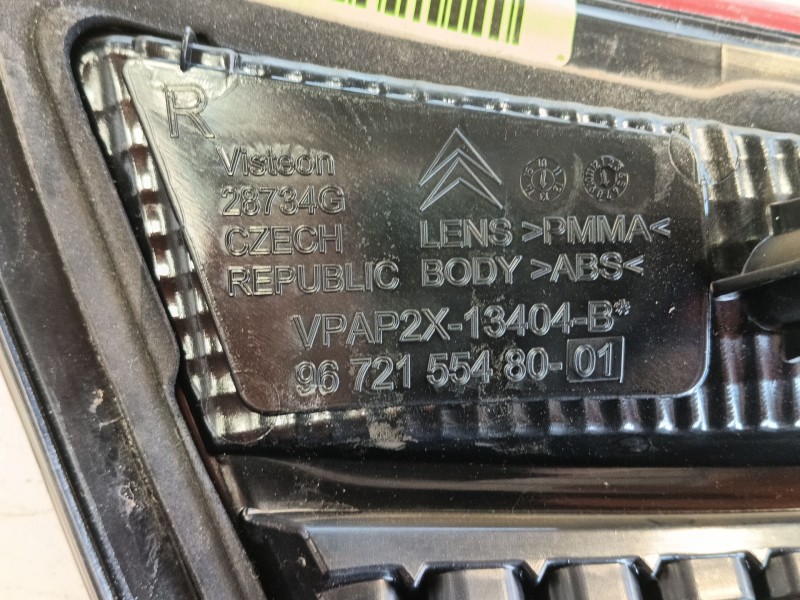 R
Visteon
28734G
CZECH
REPUBLIC
LENS >PMMA<
BODY >ABS<
VPAP2X-13404-B*
96 721 554 80-01